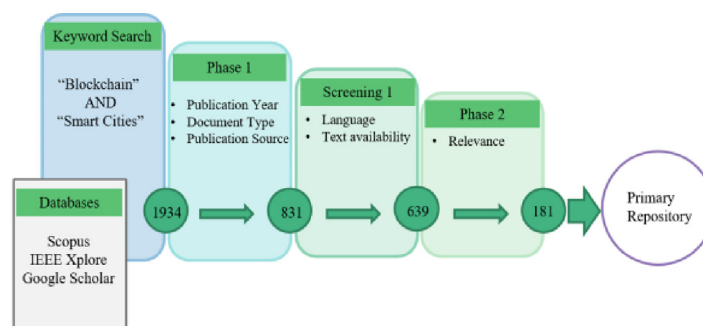 Keyword Search
“Blockchain”
AND
“Smart Cities”
Databases
Scopus
IEEE Xplore
Google Scholar
1934
Phase 1
• Publication Year
• Document Type
• Publication Source
831
Screening 1
• Language
• Text availability
639
Phase 2
• Relevance
181
Primary
Repository